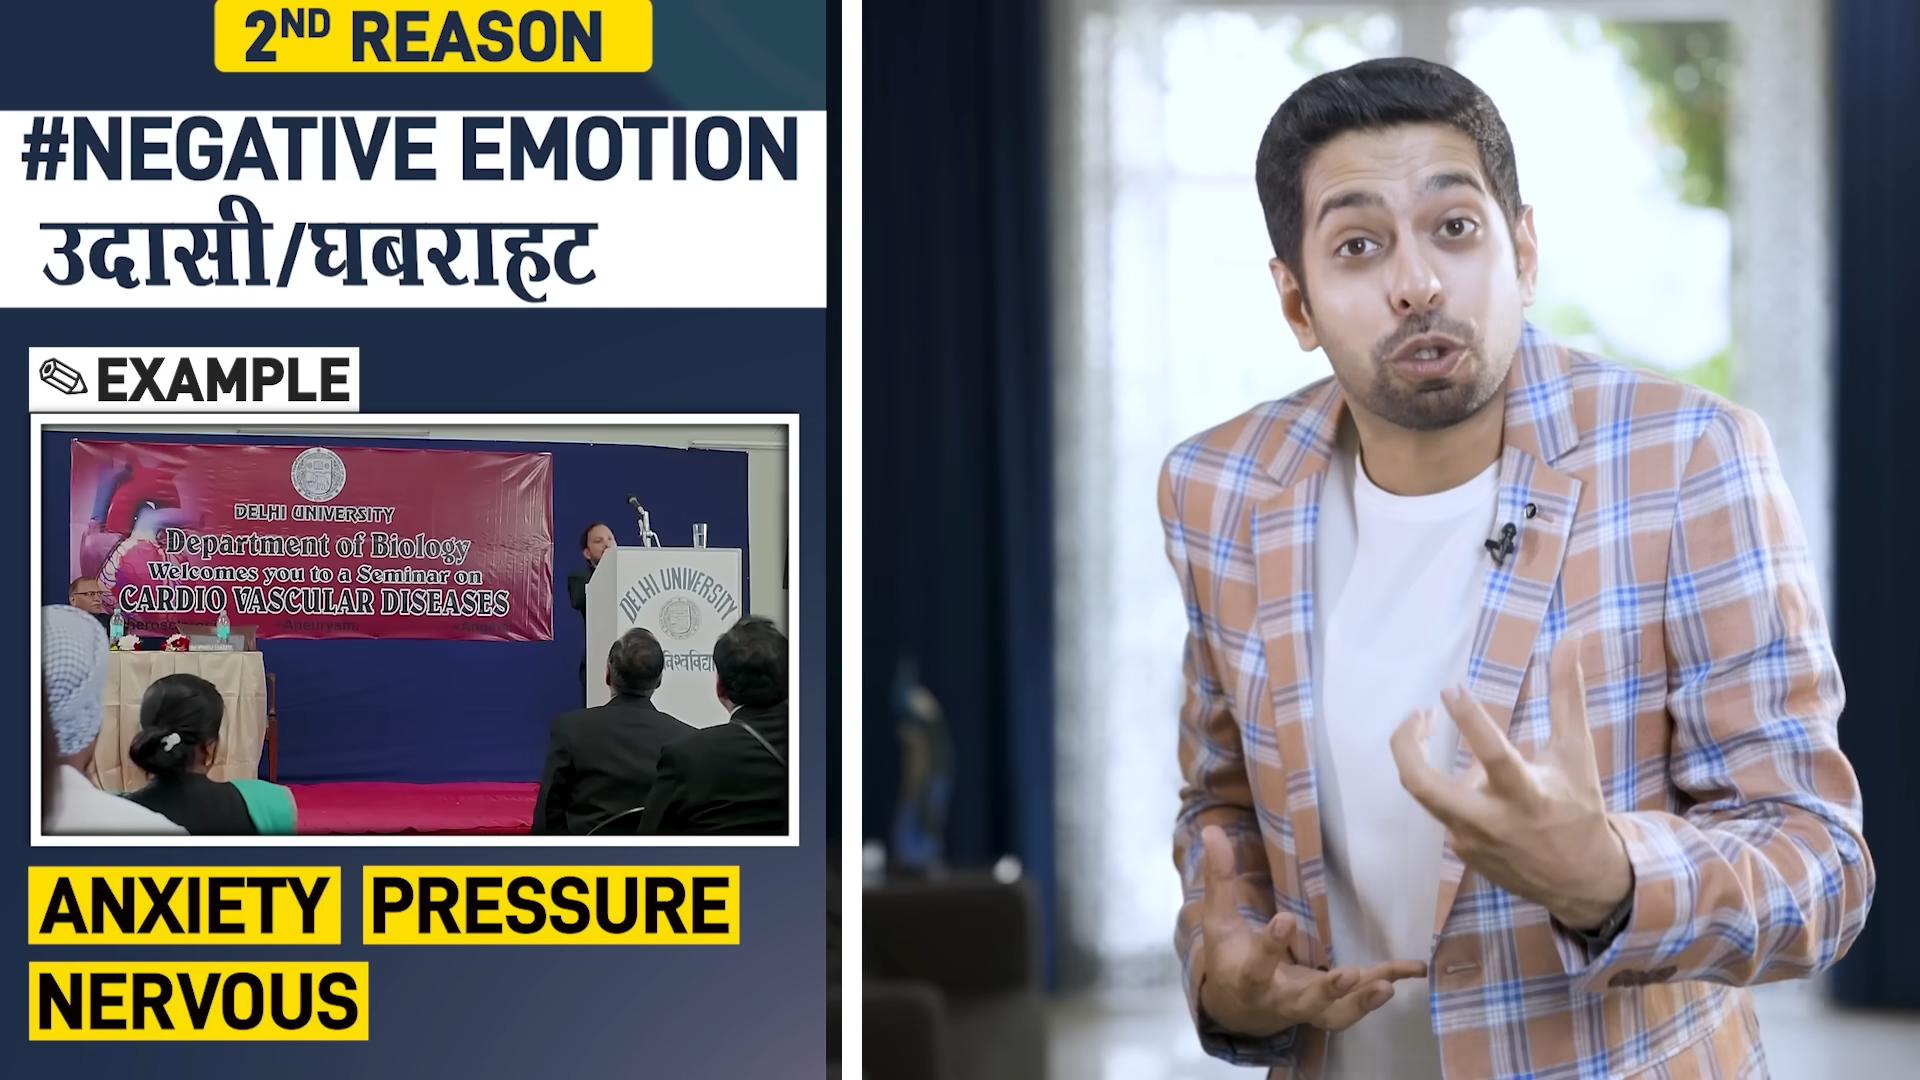 2ND REASON
#NEGATIVE EMOTION
उदासी/घबराहट
EXAMPLE
DELHI UNIVERSITY
Department of Biology
Welcomes you to a Seminar on
CARDIO VASCULAR DISEASES
DELHI UNIVERSITY
ANXIETY PRESSURE
NERVOUS